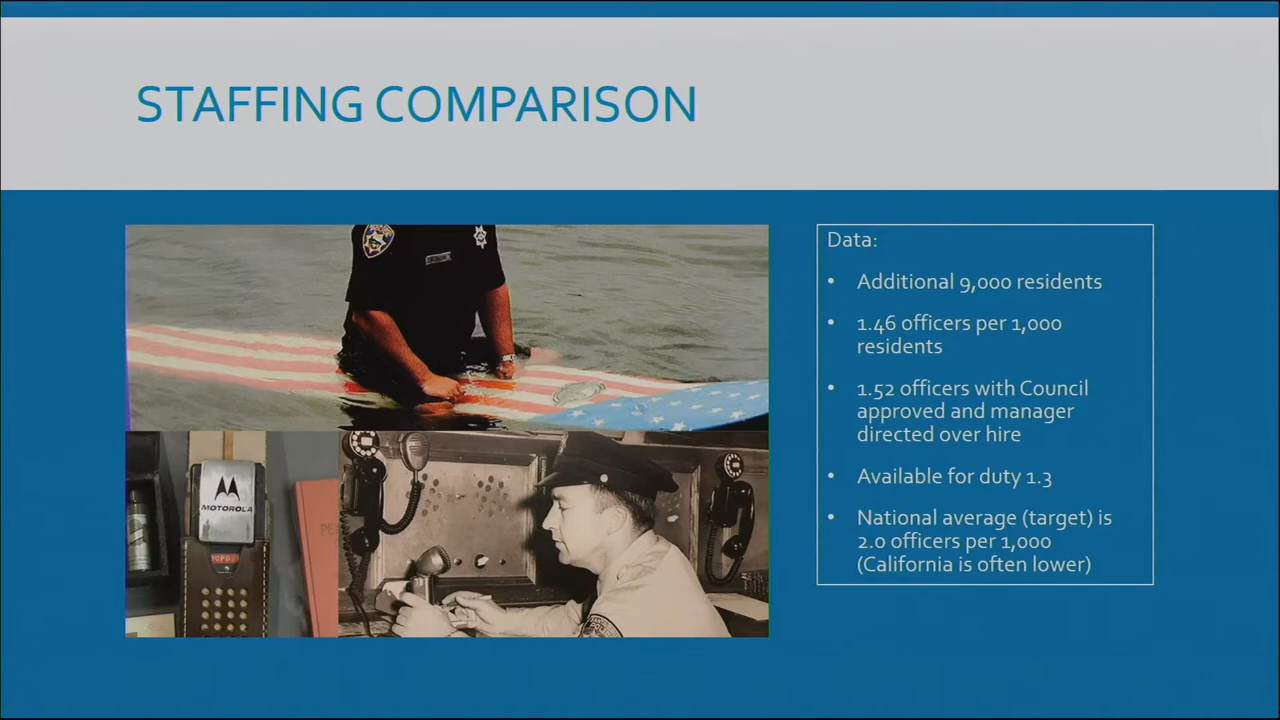 STAFFING COMPARISON
Data:
• Additional 9,000 residents
• 1.46 officers per 1,000
residents
• 1.52 officers with Council
approved and manager
directed over hire
• Available for duty 1.3
• National average (target) is
2.0 officers per 1,000
(California is often lower)
MOTOROLA